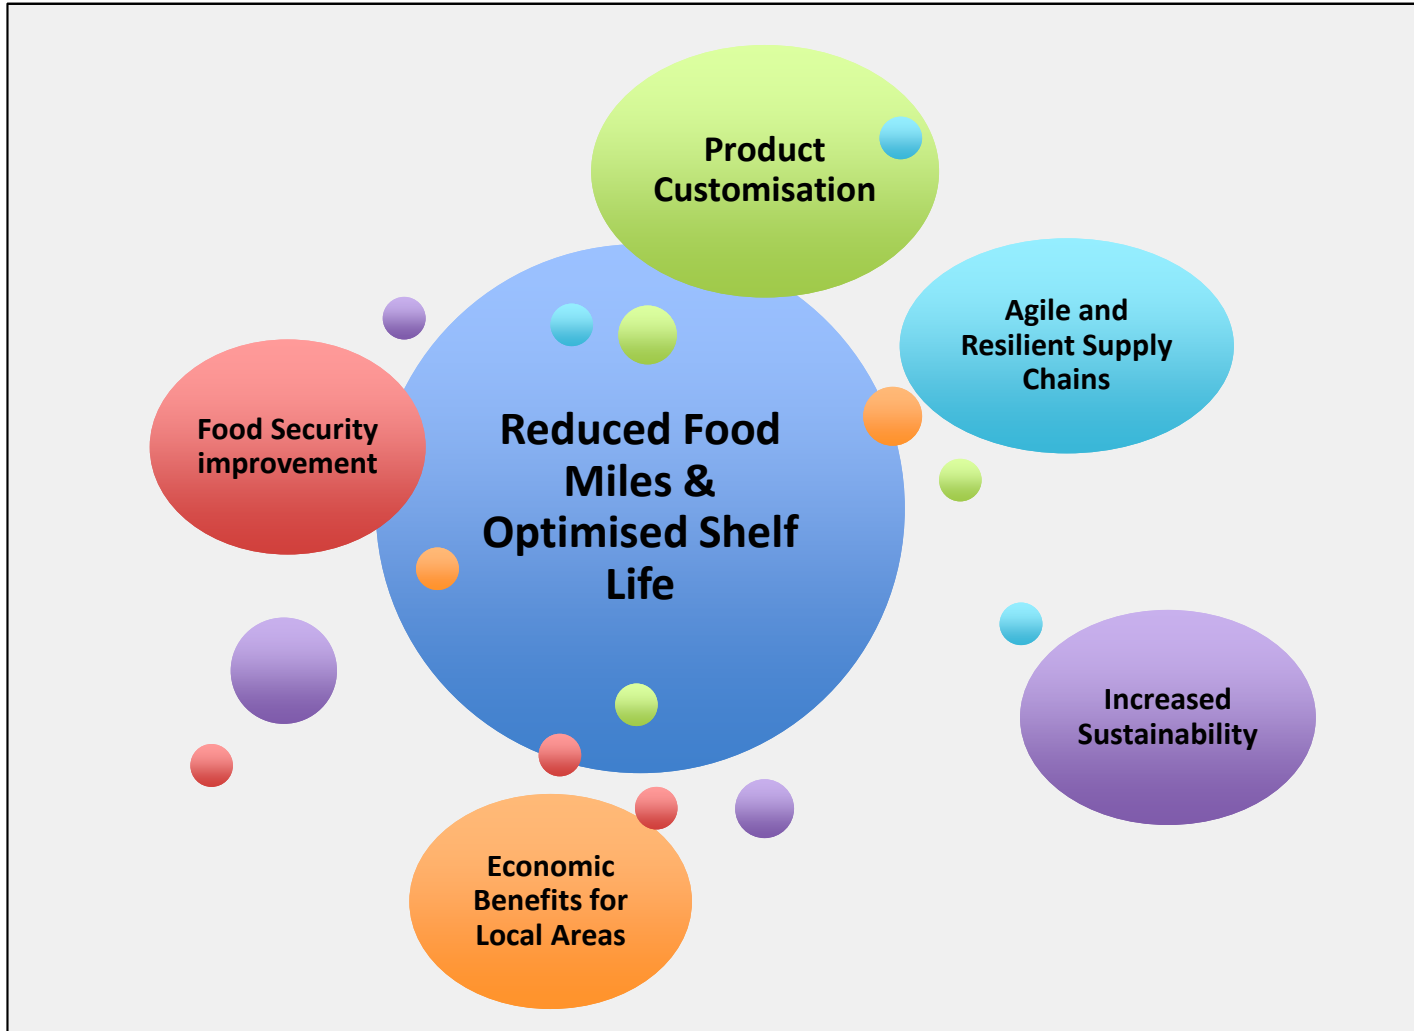 Product
Customisation
Agile and
Resilient Supply
Chains
Food Security
improvement
Reduced Food
Miles &
Optimised Shelf
Life
Increased
Sustainability
Economic
Benefits for
Local Areas